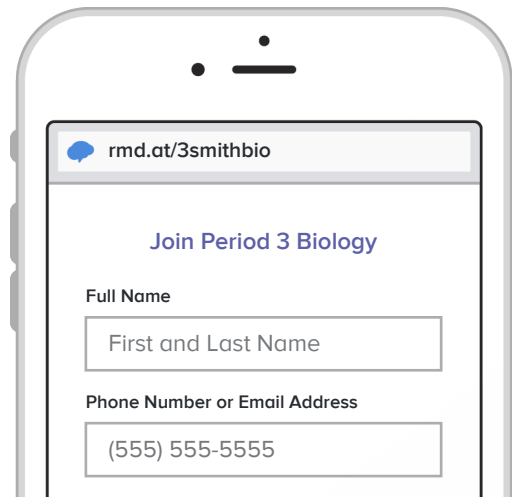 rmd.at/3smithbio
Join Period 3 Biology
Full Name
First and Last Name
Phone Number or Email Address
(555) 555-5555